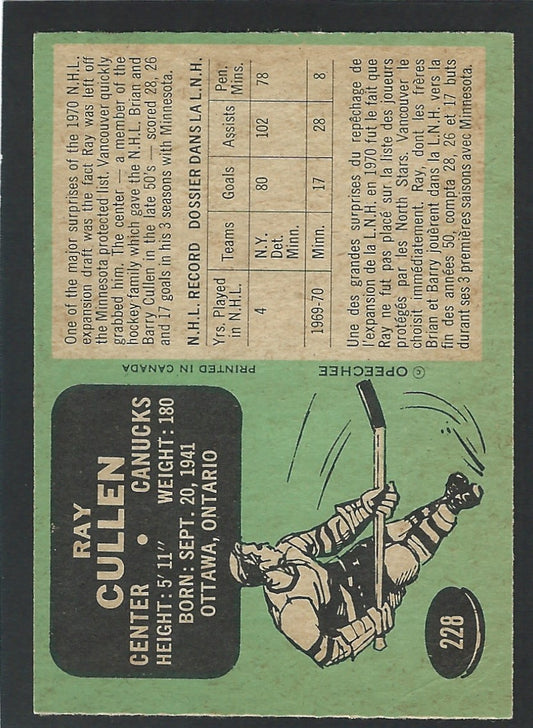 RAY
CULLEN
CENTER • CANUCKS
HEIGHT: 5' 11" WEIGHT: 180
BORN: SEPT. 20, 1941
OTTAWA, ONTARIO
228
© OPEECHEE
PRINTED IN CANADA
One of the major surprises of the 1970 N.H.L.
expansion draft was the fact Ray was left off
the Minnesota protected list. Vancouver quickly
grabbed him. The center — a member of the
hockey family which gave the N.H.L. Brian and
Barry Cullen in the late 50's — scored 28, 26
and 17 goals in his 3 seasons with Minnesota.
N.H.L. RECORD DOSSIER DANS LA L.N.H.
Yrs. Played in N.H.L. Teams Goals Assists Pen. Mins.
4 N.Y. Det. Minn. 80 102 78
1969-70 Minn. 17 28 8
Une des grandes surprises du repêchage de
l'expansion de la L.N.H. en 1970 fut le fait que
Ray ne fut pas placé sur la liste des joueurs
protégés par les North Stars. Vancouver le
choisit immédiatement. Ray, dont les frères
Brian et Barry jouèrent dans la L.N.H. vers la
fin des années 50, compta 28, 26 et 17 buts
durant ses 3 premières saisons avec Minnesota.